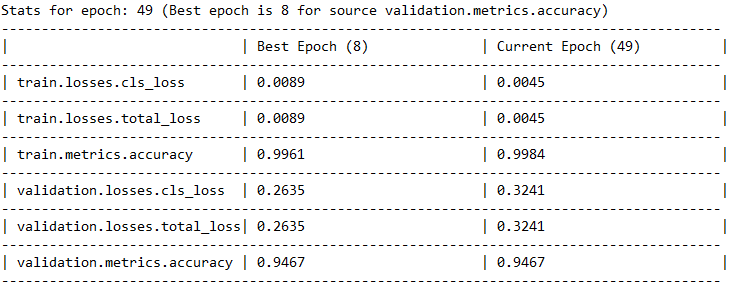 Stats for epoch: 49 (Best epoch is 8 for source validation.metrics.accuracy)
------------------------------------------------------------------------------------------
|                             | Best Epoch (8)              | Current Epoch (49)          |
------------------------------------------------------------------------------------------
| train.losses.cls_loss       | 0.0089                      | 0.0045                      |
------------------------------------------------------------------------------------------
| train.losses.total_loss     | 0.0089                      | 0.0045                      |
------------------------------------------------------------------------------------------
| train.metrics.accuracy      | 0.9961                      | 0.9984                      |
------------------------------------------------------------------------------------------
| validation.losses.cls_loss  | 0.2635                      | 0.3241                      |
------------------------------------------------------------------------------------------
| validation.losses.total_loss| 0.2635                      | 0.3241                      |
------------------------------------------------------------------------------------------
| validation.metrics.accuracy | 0.9467                      | 0.9467                      |
------------------------------------------------------------------------------------------